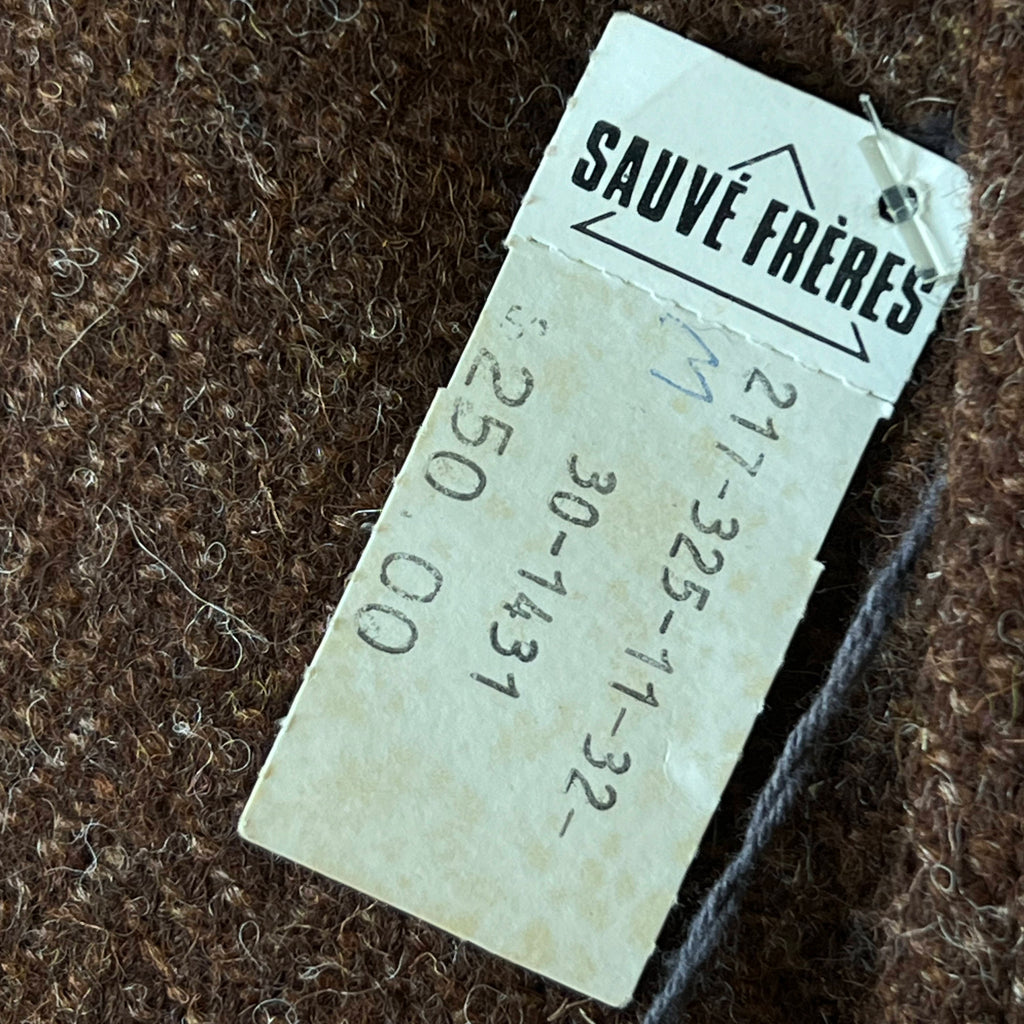 SAUVÉ FRÈRES
217-325-11-32-
M
30-1431
$250.00